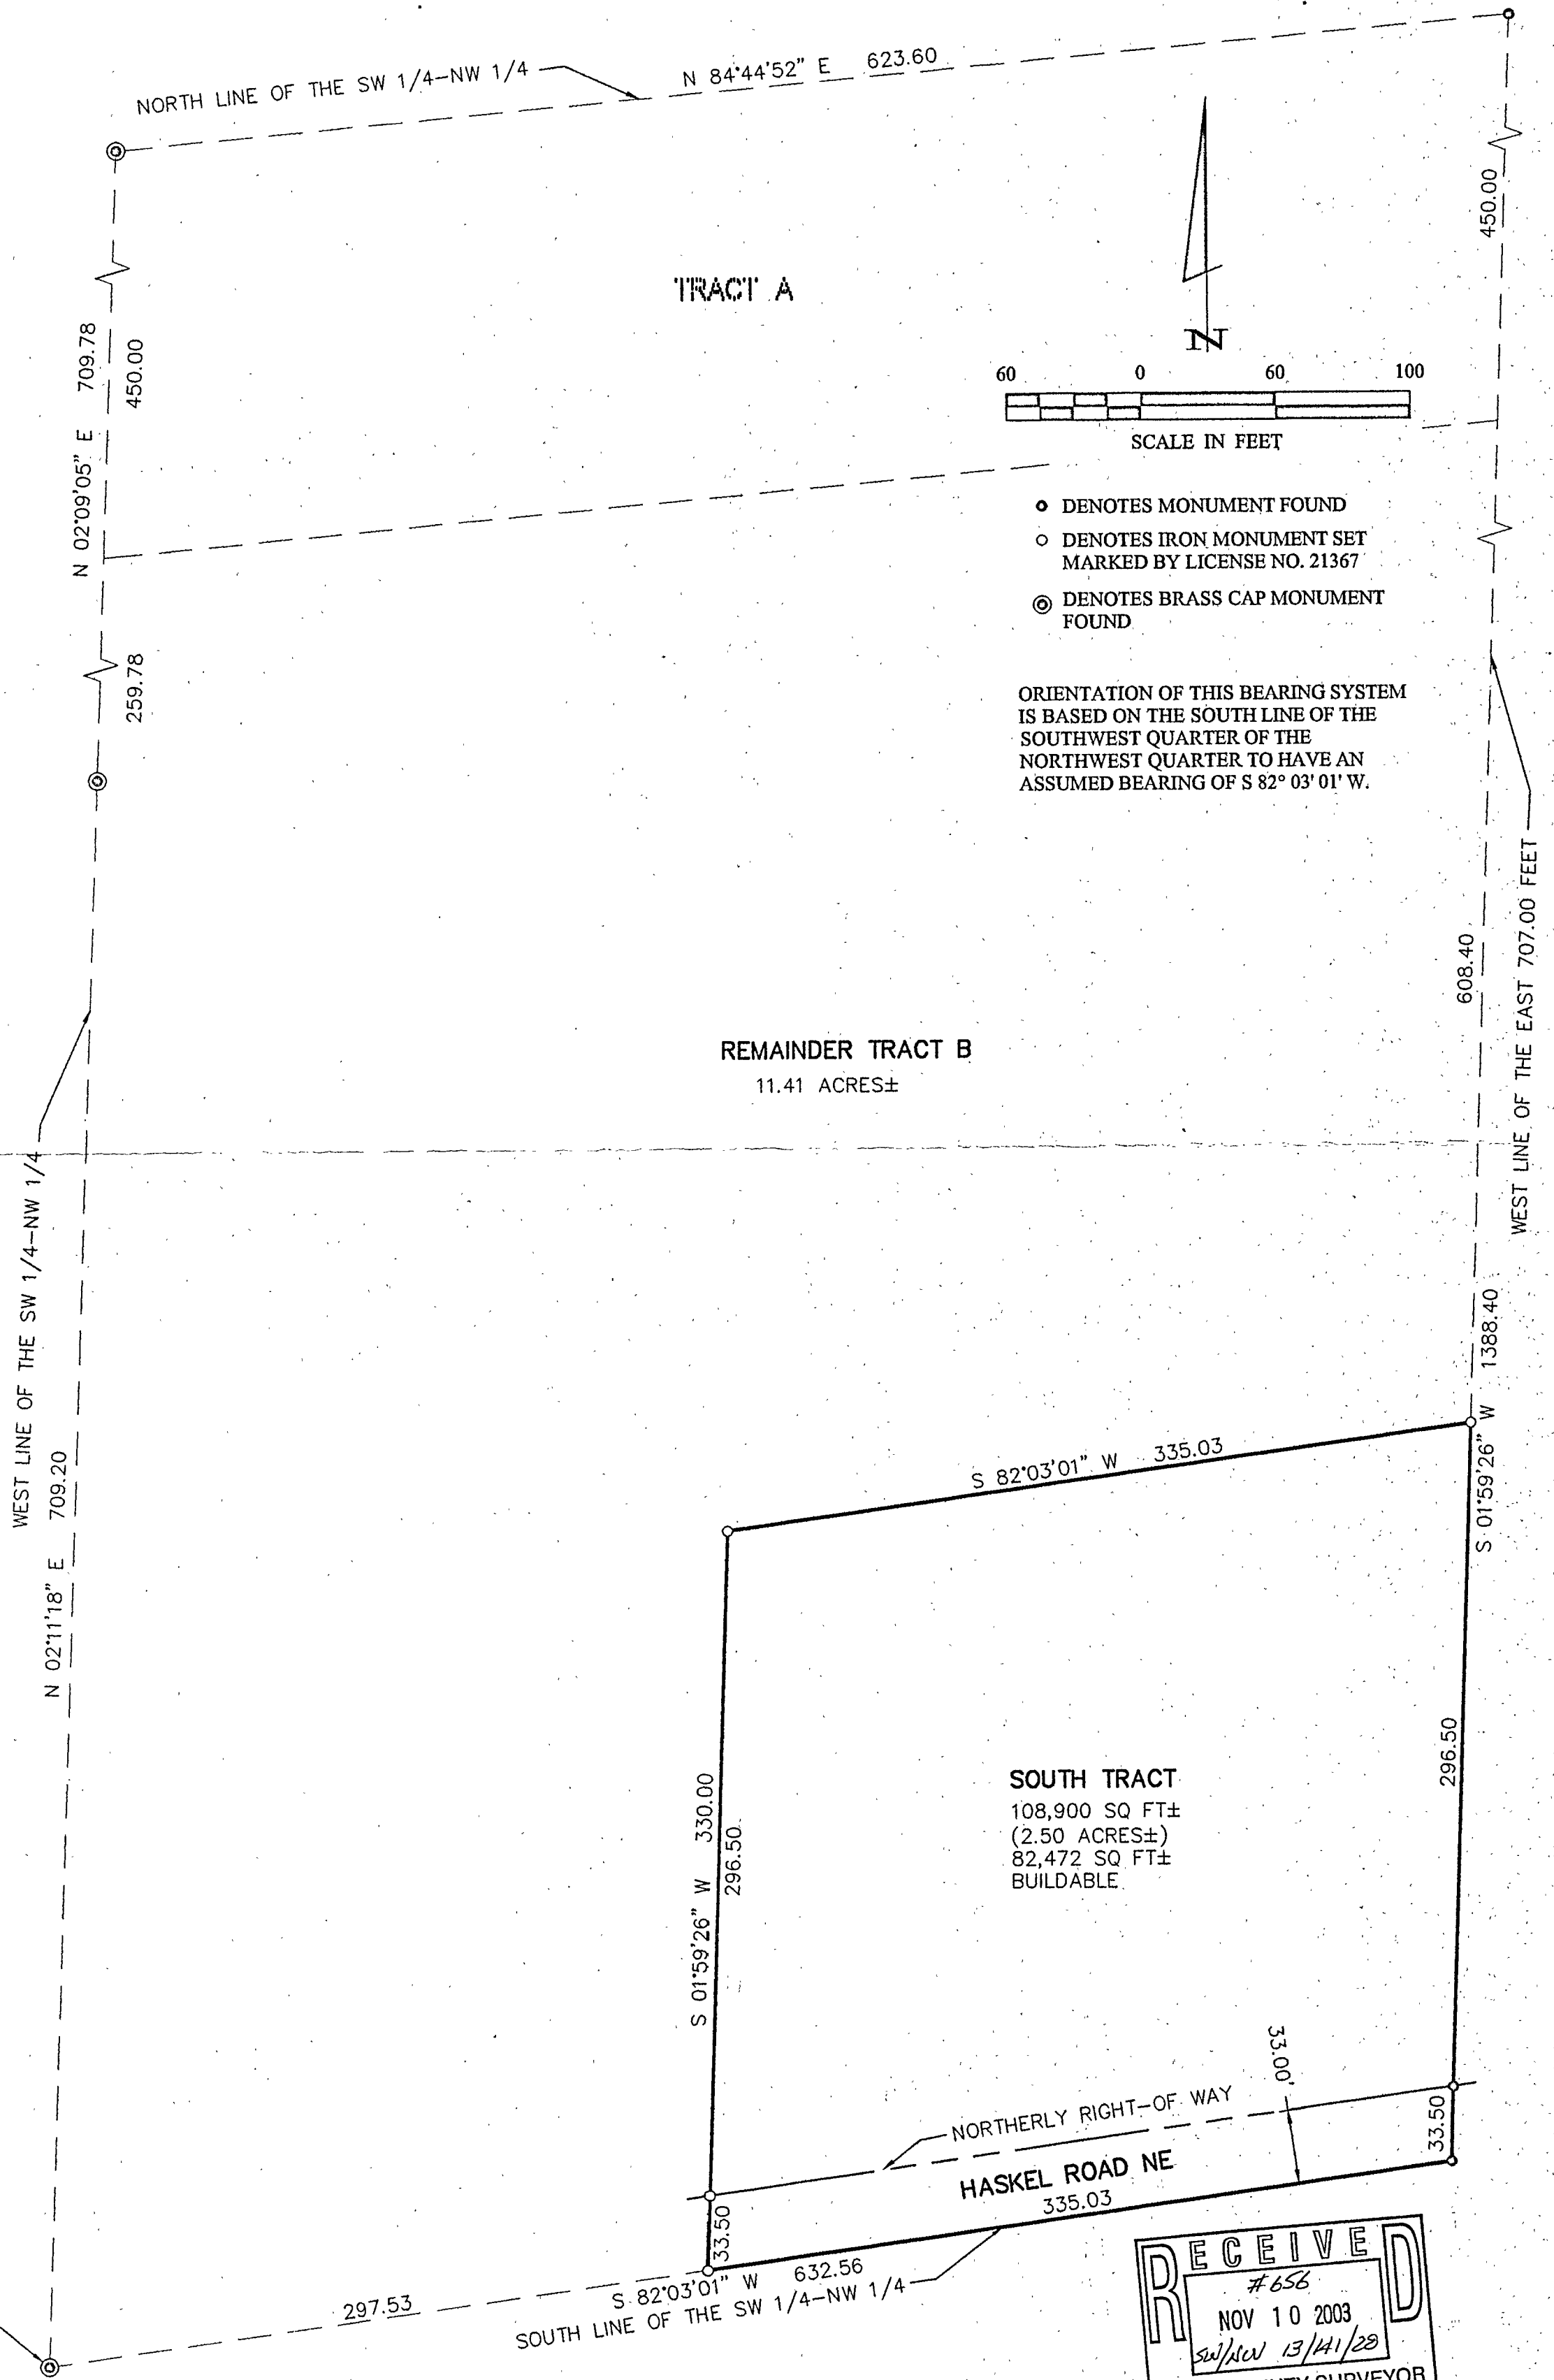 N 84°44'52" E 623.60
NORTH LINE OF THE SW 1/4-NW 1/4
450.00
TRACT A
N
60 0 60 100
SCALE IN FEET
N 02°09'05" E 709.78
450.00
DENOTES MONUMENT FOUND
DENOTES IRON MONUMENT SET
MARKED BY LICENSE NO. 21367
DENOTES BRASS CAP MONUMENT
FOUND
259.78
ORIENTATION OF THIS BEARING SYSTEM
IS BASED ON THE SOUTH LINE OF THE
SOUTHWEST QUARTER OF THE
NORTHWEST QUARTER TO HAVE AN
ASSUMED BEARING OF S 82° 03' 01' W.
WEST LINE OF THE EAST 707.00 FEET
608.40
REMAINDER TRACT B
11.41 ACRES±
WEST LINE OF THE SW 1/4-NW 1/4
N 02°11'18" E 709.20
S 01°59'26" W 1388.40
S 82°03'01" W 335.03
296.50
SOUTH TRACT
108,900 SQ FT±
(2.50 ACRES±)
82,472 SQ FT±
BUILDABLE
S 01°59'26" W 330.00
296.50
33.00'
NORTHERLY RIGHT-OF WAY
HASKEL ROAD NE
33.50
335.03
33.50
S 82°03'01" W 632.56
297.53
SOUTH LINE OF THE SW 1/4-NW 1/4
RECEIVED
#656
NOV 10 2003
SW/NW 13/141/28
SURVEYOR